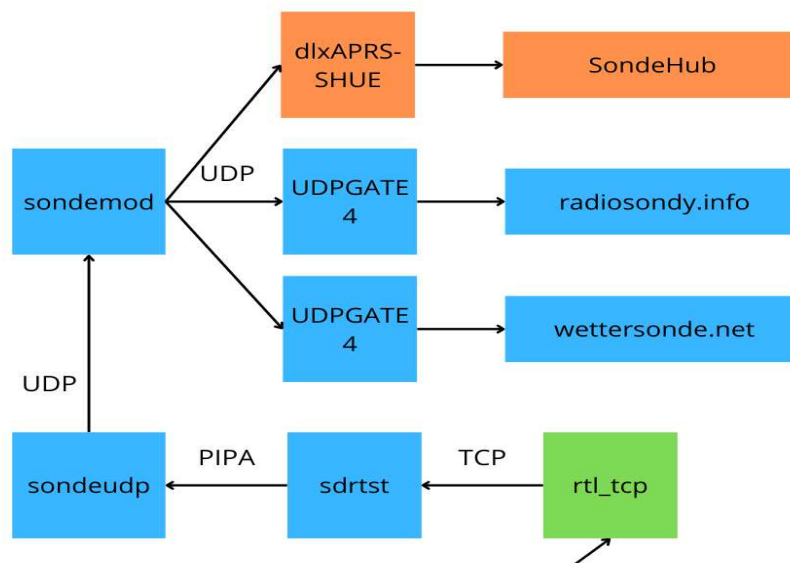 dlxAPRS-
SHUE
SondeHub
sondemod
UDP
UDPGATE
4
radiosondy.info
UDPGATE
4
wettersonde.net
UDP
sondeudp
PIPA
sdrtst
TCP
rtl_tcp